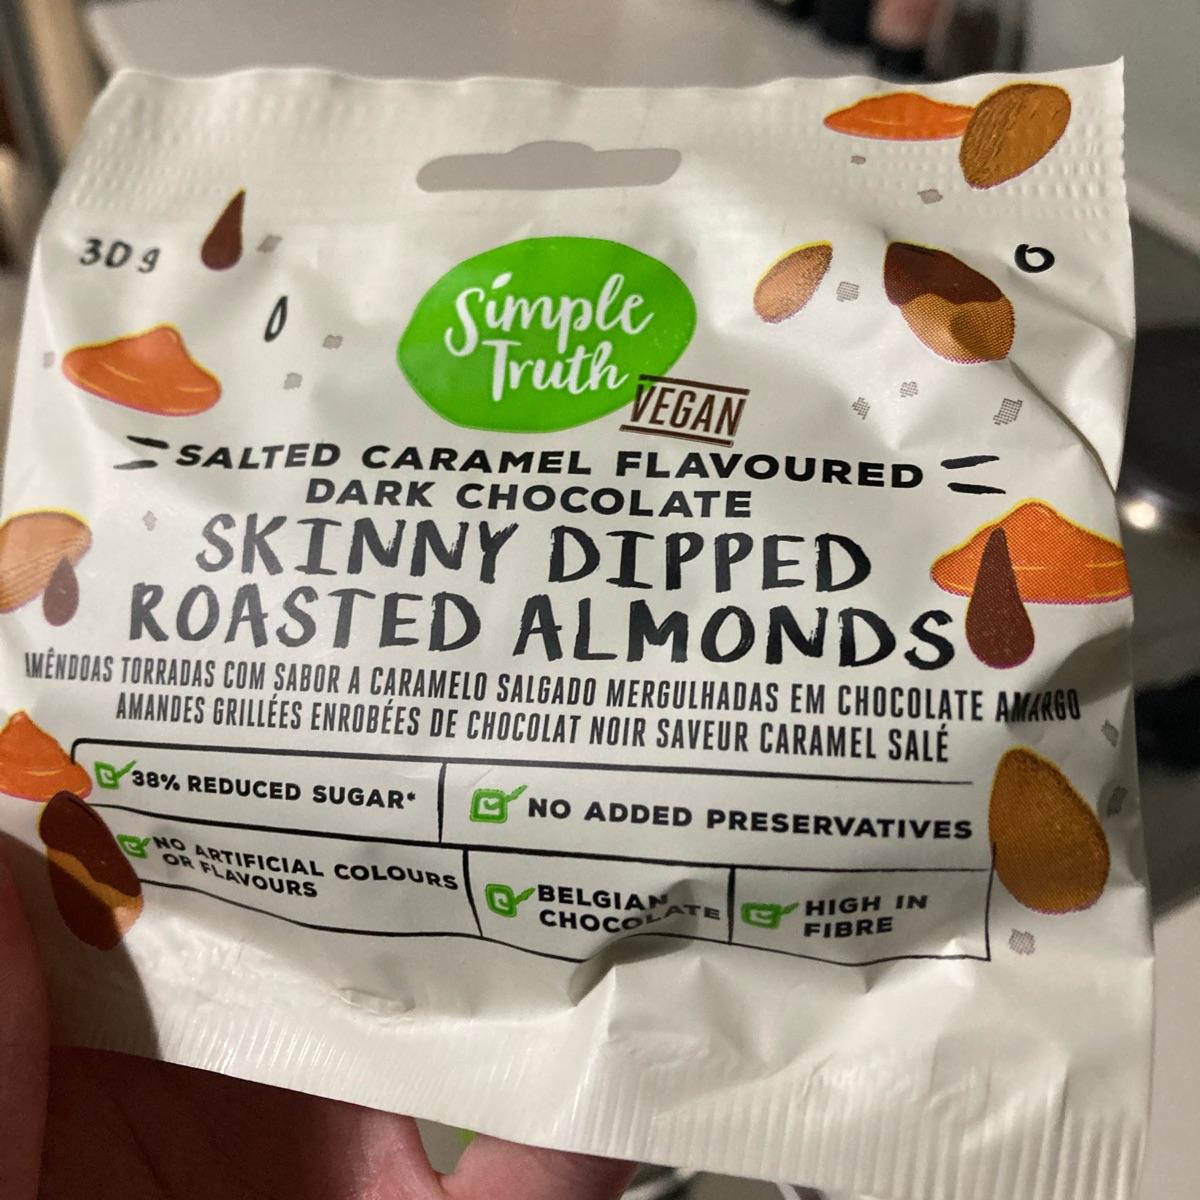 30 g
Simple
Truth
VEGAN
SALTED CARAMEL FLAVOURED
DARK CHOCOLATE
SKINNY DIPPED
ROASTED ALMONDS
AMÊNDOAS TORRADAS COM SABOR A CARAMELO SALGADO MERGULHADAS EM CHOCOLATE AMARGO
AMANDES GRILLÉES ENROBÉES DE CHOCOLAT NOIR SAVEUR CARAMEL SALÉ
38% REDUCED SUGAR*
NO ADDED PRESERVATIVES
NO ARTIFICIAL COLOURS
OR FLAVOURS
BELGIAN
CHOCOLATE
HIGH IN
FIBRE